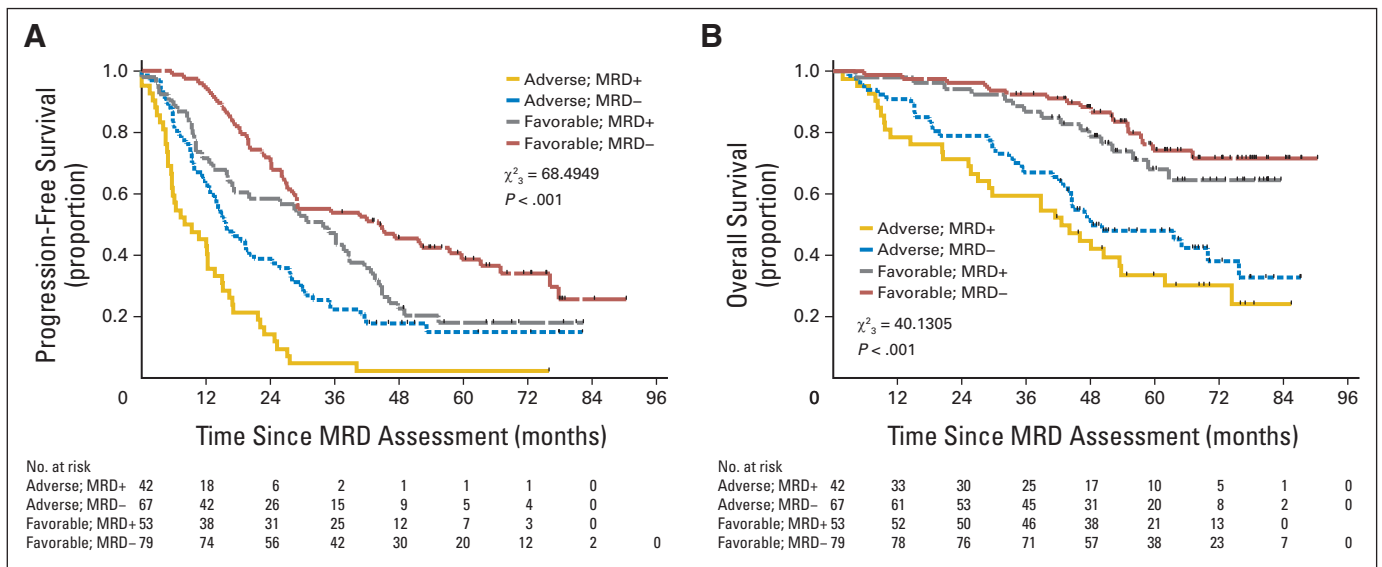 A
1.0
0.8
0.6
0.4
0.2
0
12
24
36
48
60
72
84
96
Progression-Free Survival
(proportion)
Time Since MRD Assessment (months)
Adverse; MRD+
Adverse; MRD−
Favorable; MRD+
Favorable; MRD−
χ²₃ = 68.4949
P < .001
No. at risk
Adverse; MRD+ 42 18 6 2 1 1 1 0
Adverse; MRD− 67 42 26 15 9 5 4 0
Favorable; MRD+ 53 38 31 25 12 7 3 0
Favorable; MRD− 79 74 56 42 30 20 12 2 0
B
1.0
0.8
0.6
0.4
0.2
0
12
24
36
48
60
72
84
96
Overall Survival
(proportion)
Time Since MRD Assessment (months)
Adverse; MRD+
Adverse; MRD−
Favorable; MRD+
Favorable; MRD−
χ²₃ = 40.1305
P < .001
No. at risk
Adverse; MRD+ 42 33 30 25 17 10 5 1 0
Adverse; MRD− 67 61 53 45 31 20 8 2 0
Favorable; MRD+ 53 52 50 46 38 21 13 0
Favorable; MRD− 79 78 76 71 57 38 23 7 0